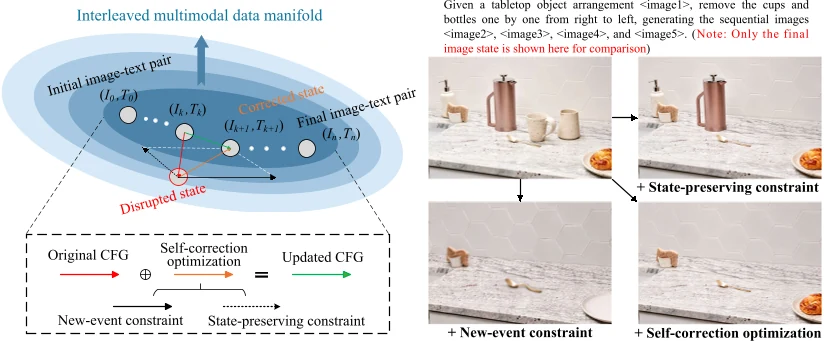 Interleaved multimodal data manifold
Initial image-text pair
(I0,T0)
(Ik,Tk)
Corrected state
(Ik+1,Tk+1)
Final image-text pair
(In,Tn)
Disrupted state
Original CFG
Self-correction
optimization
Updated CFG
⊕
=
New-event constraint
State-preserving constraint
Given a tabletop object arrangement <image1>, remove the cups and
bottles one by one from right to left, generating the sequential images
<image2>, <image3>, <image4>, and <image5>. (Note: Only the final
image state is shown here for comparison)
+ State-preserving constraint
+ New-event constraint
+ Self-correction optimization